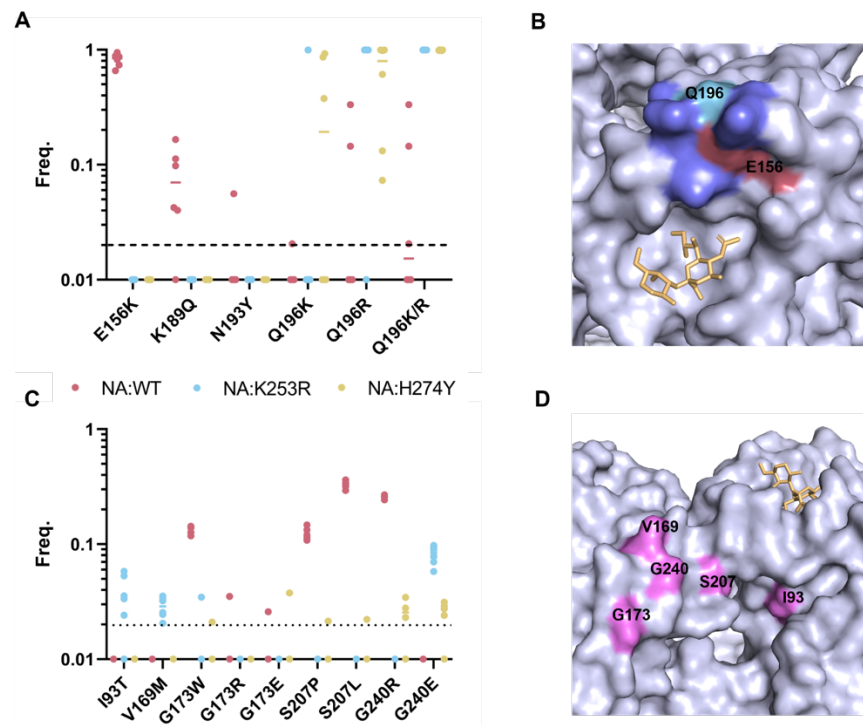 A
Freq.
1
0.1
0.01
E156K
K189Q
N193Y
Q196K
Q196R
Q196K/R
B
Q196
E156
NA:WT
NA:K253R
NA:H274Y
C
Freq.
1
0.1
0.01
I93T
V169M
G173W
G173R
G173E
S207P
S207L
G240R
G240E
D
V169
G240
S207
I93
G173